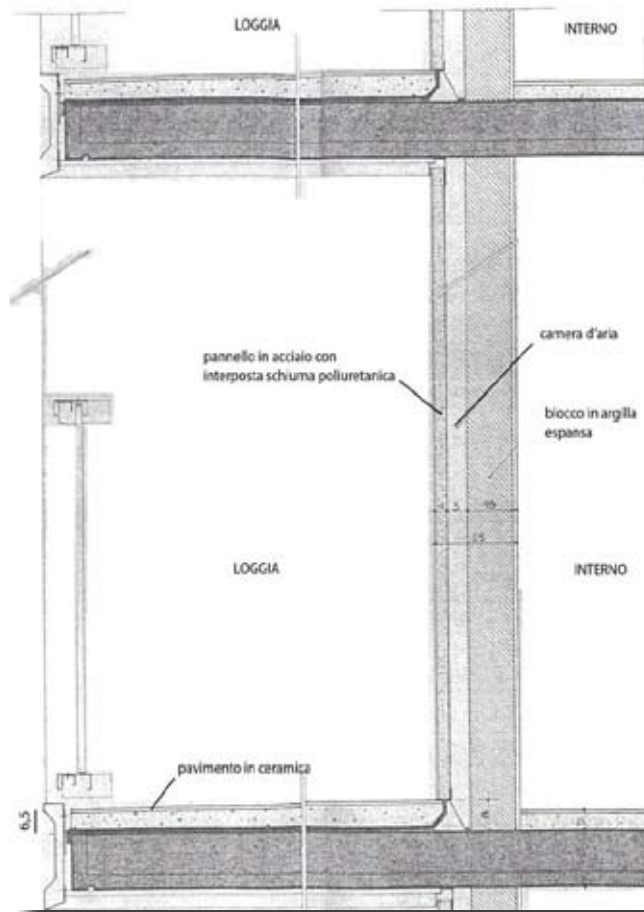 LOGGIA
INTERNO
camera d'aria
pannello in acciaio con
interposta schiuma poliuretanica
blocco in argilla
espansa
5
LOGGIA
INTERNO
pavimento in ceramica
6,5